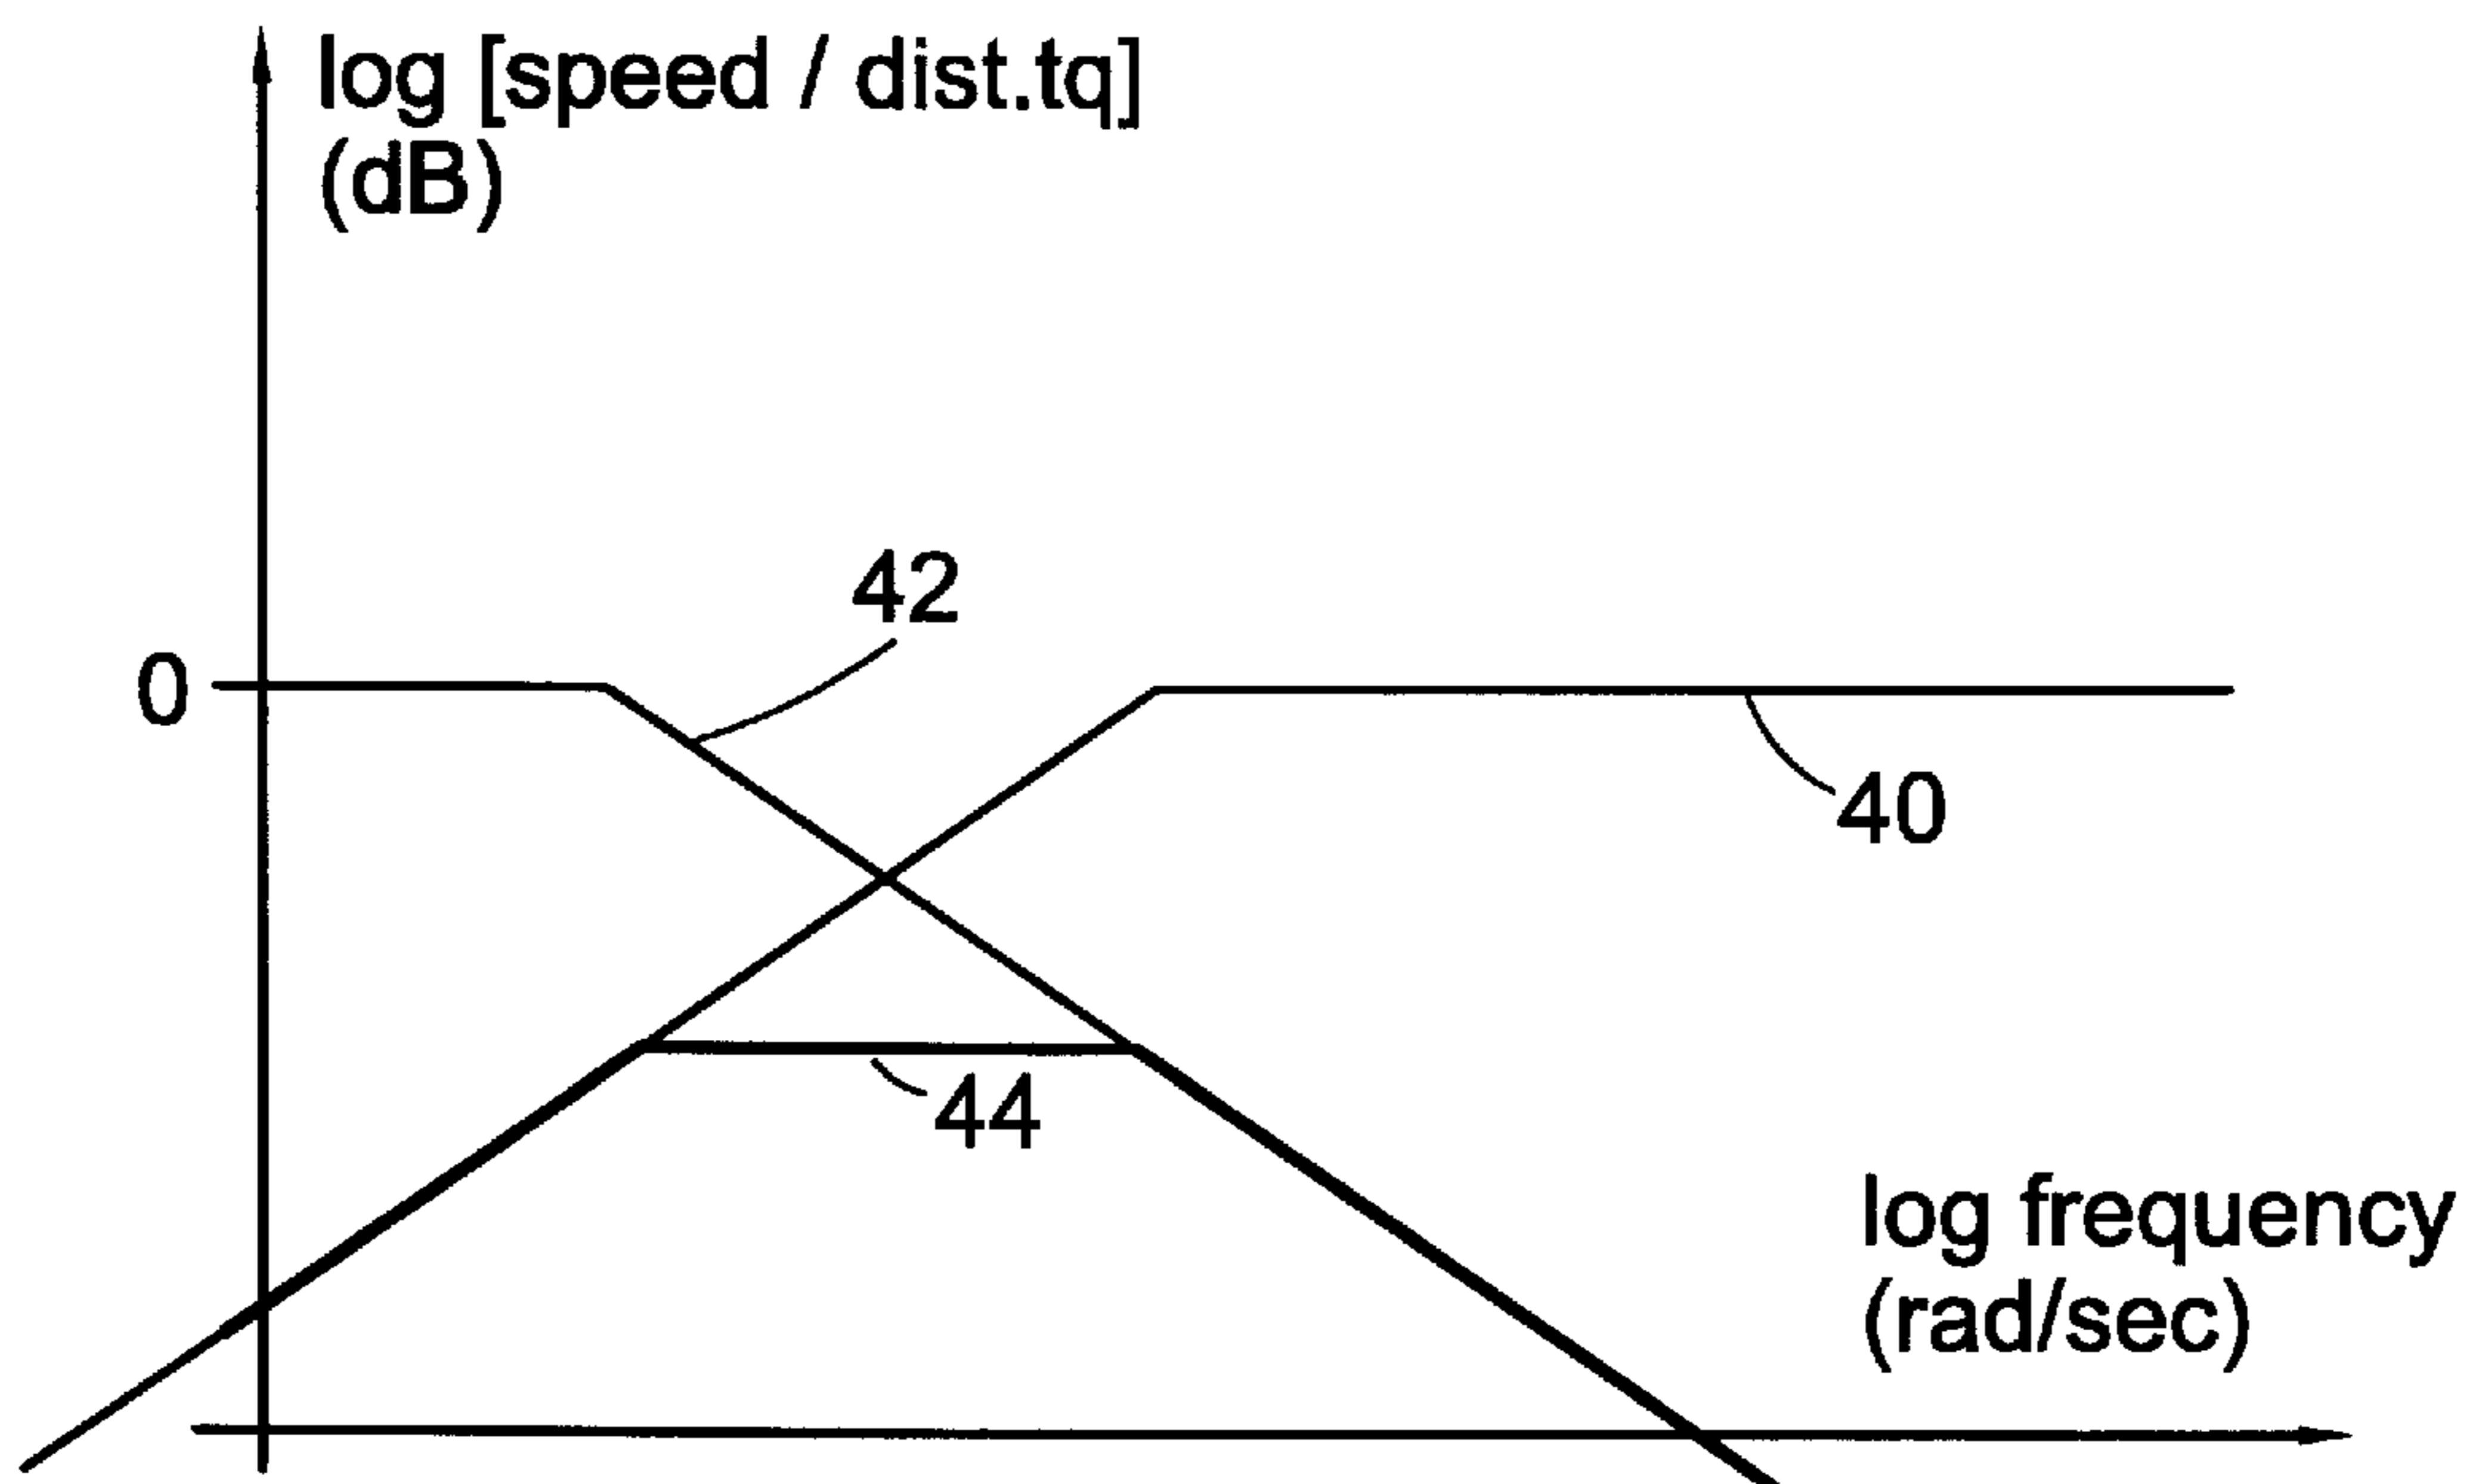 log [speed / dist.tq]
(dB)
42
0
40
44
log frequency
(rad/sec)